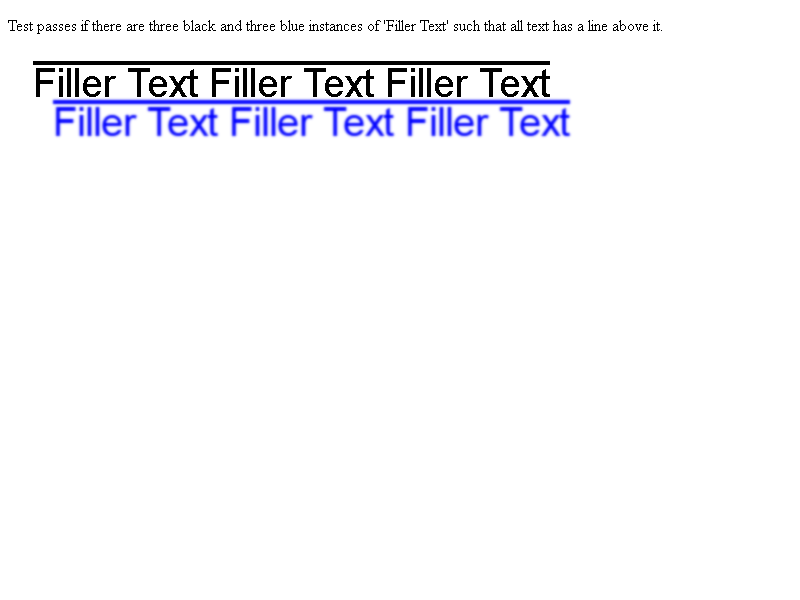 Test passes if there are three black and three blue instances of 'Filler Text' such that all text has a line above it.
Filler Text Filler Text Filler Text
Filler Text Filler Text Filler Text